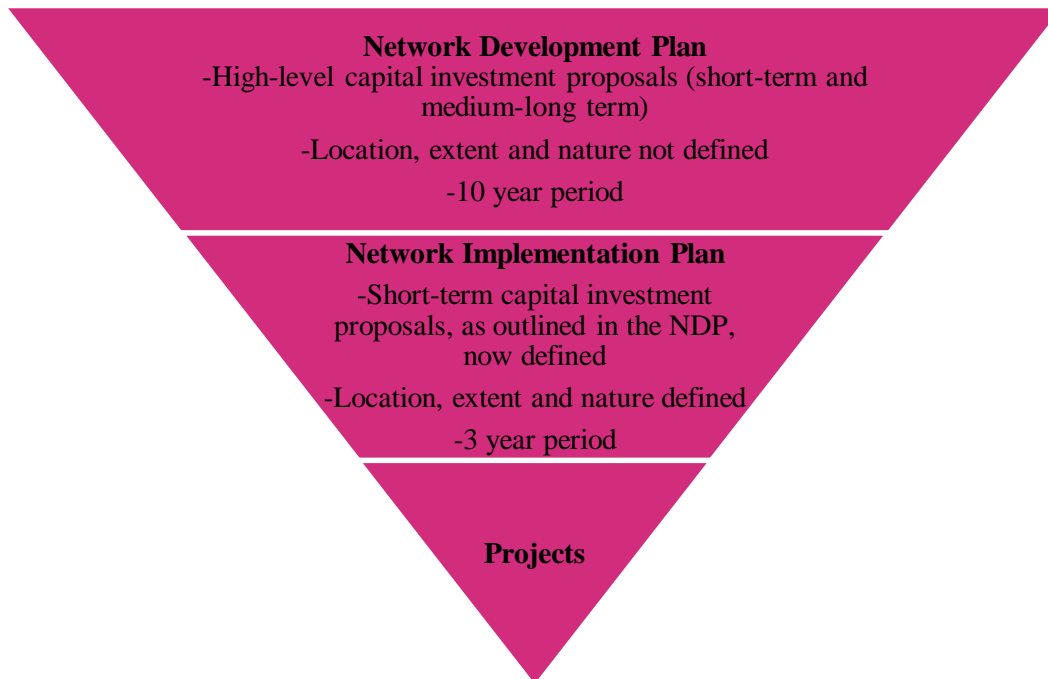 Network Development Plan
-High-level capital investment proposals (short-term and
medium-long term)
-Location, extent and nature not defined
-10 year period
Network Implementation Plan
-Short-term capital investment
proposals, as outlined in the NDP,
now defined
-Location, extent and nature defined
-3 year period
Projects